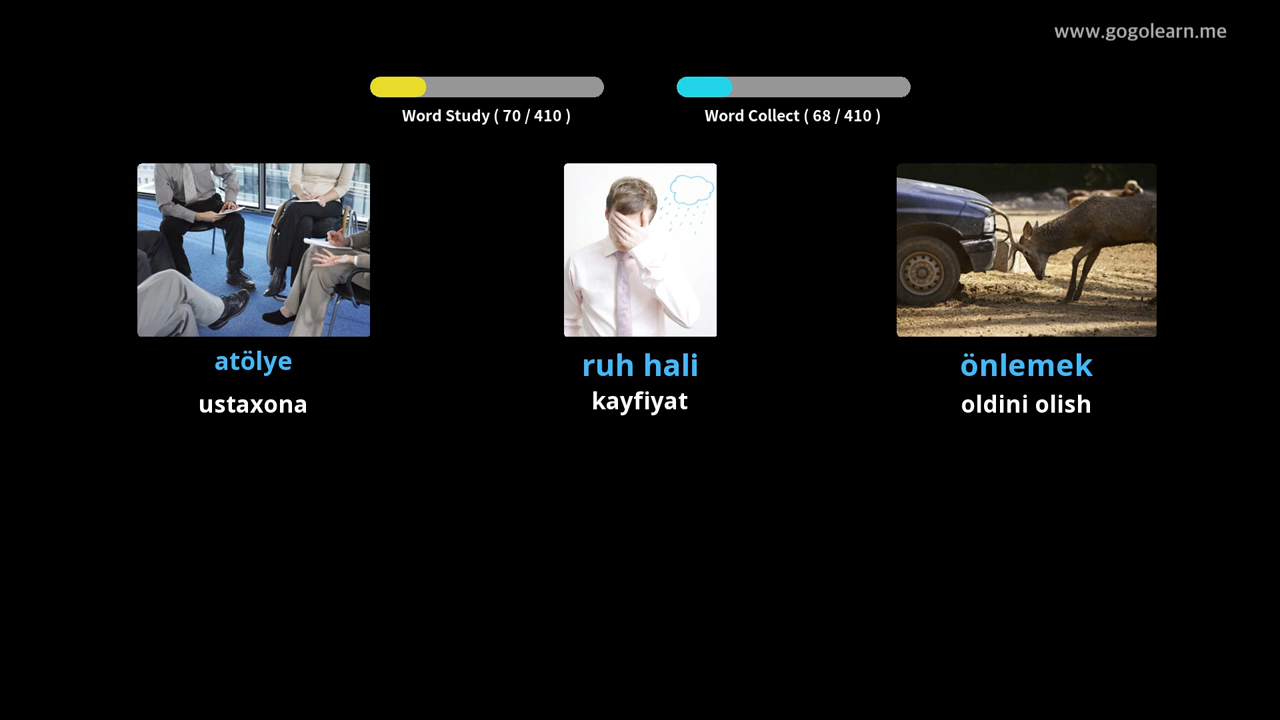 www.gogolearn.me
Word Study ( 70 / 410 )
Word Collect ( 68 / 410 )
atölye
ustaxona
ruh hali
kayfiyat
önlemek
oldini olish